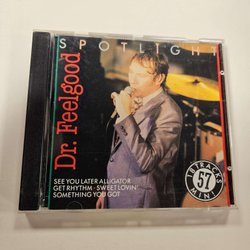 SPOTLIGHT
Dr. Feelgood
SEE YOU LATER ALLIGATOR
GET RHYTHM · SWEET LOVIN'
SOMETHING YOU GOT
18 TRACKS
57
MIN